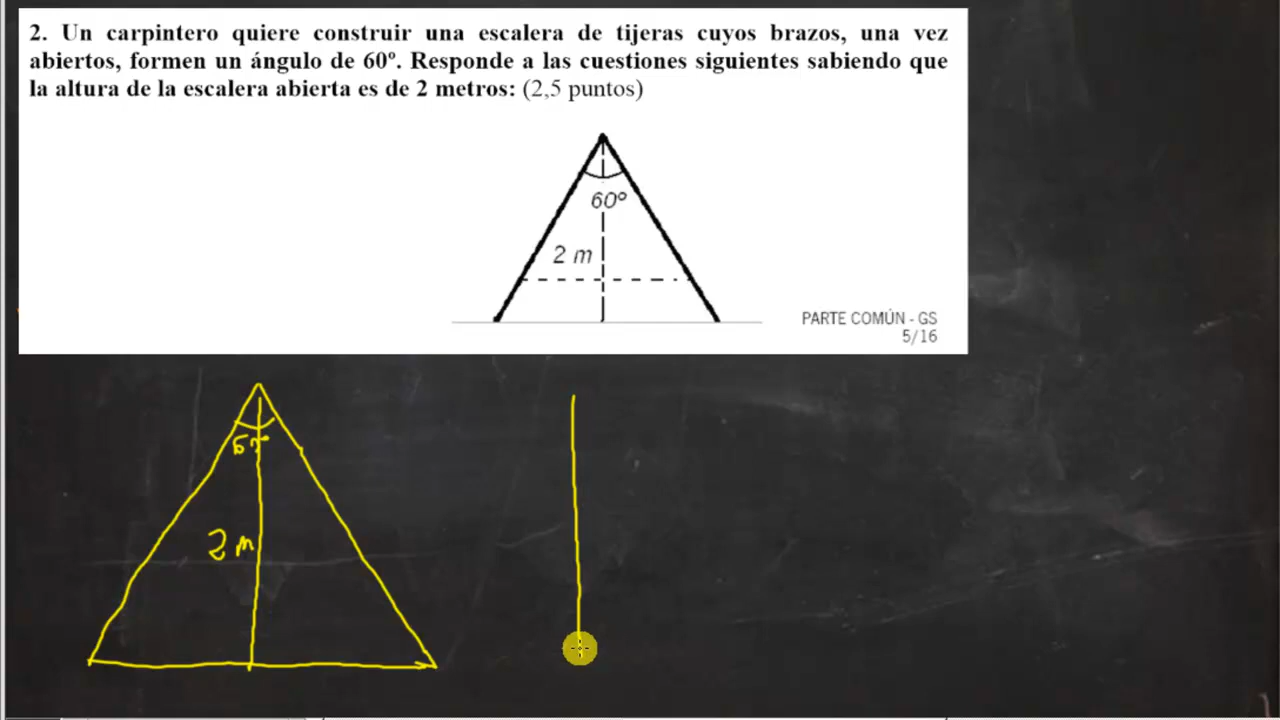 2. Un carpintero quiere construir una escalera de tijeras cuyos brazos, una vez
abiertos, formen un ángulo de 60º. Responde a las cuestiones siguientes sabiendo que
la altura de la escalera abierta es de 2 metros: (2,5 puntos)
60º
2 m
PARTE COMÚN - GS
5/16
2 m